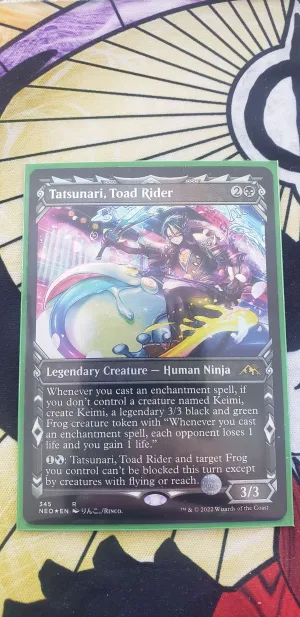 Tatsunari, Toad Rider 2
Legendary Creature — Human Ninja
Whenever you cast an enchantment spell, if
you don't control a creature named Keimi,
create Keimi, a legendary 3/3 black and green
Frog creature token with "Whenever you cast
an enchantment spell, each opponent loses 1
life and you gain 1 life."
1: Tatsunari, Toad Rider and target Frog
you control can't be blocked this turn except
by creatures with flying or reach.
3/3
345 R
NEO★EN りんこ./Rinco.
™ & © 2022 Wizards of the Coast